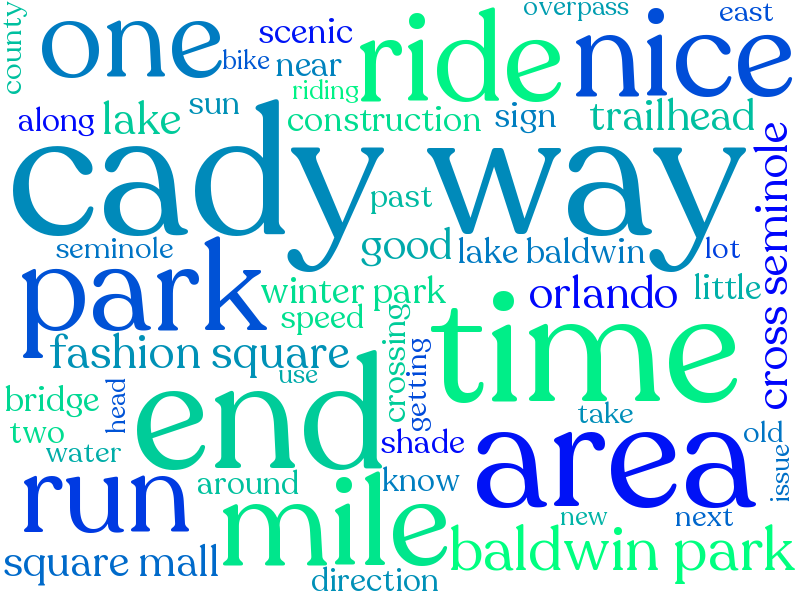 county
one
bike
scenic
near
riding
ride
overpass
nice
east
along
lake
sun
construction
sign
trailhead
cady way
past
good
lake baldwin
lot
cross seminole
seminole
park
winter park
speed
orlando
little
fashion square
use
crossing
getting
time
bridge
head
end
two
water
shade
take
area
old
issue
run
around
know
mile
new
next
square mall
direction
baldwin park